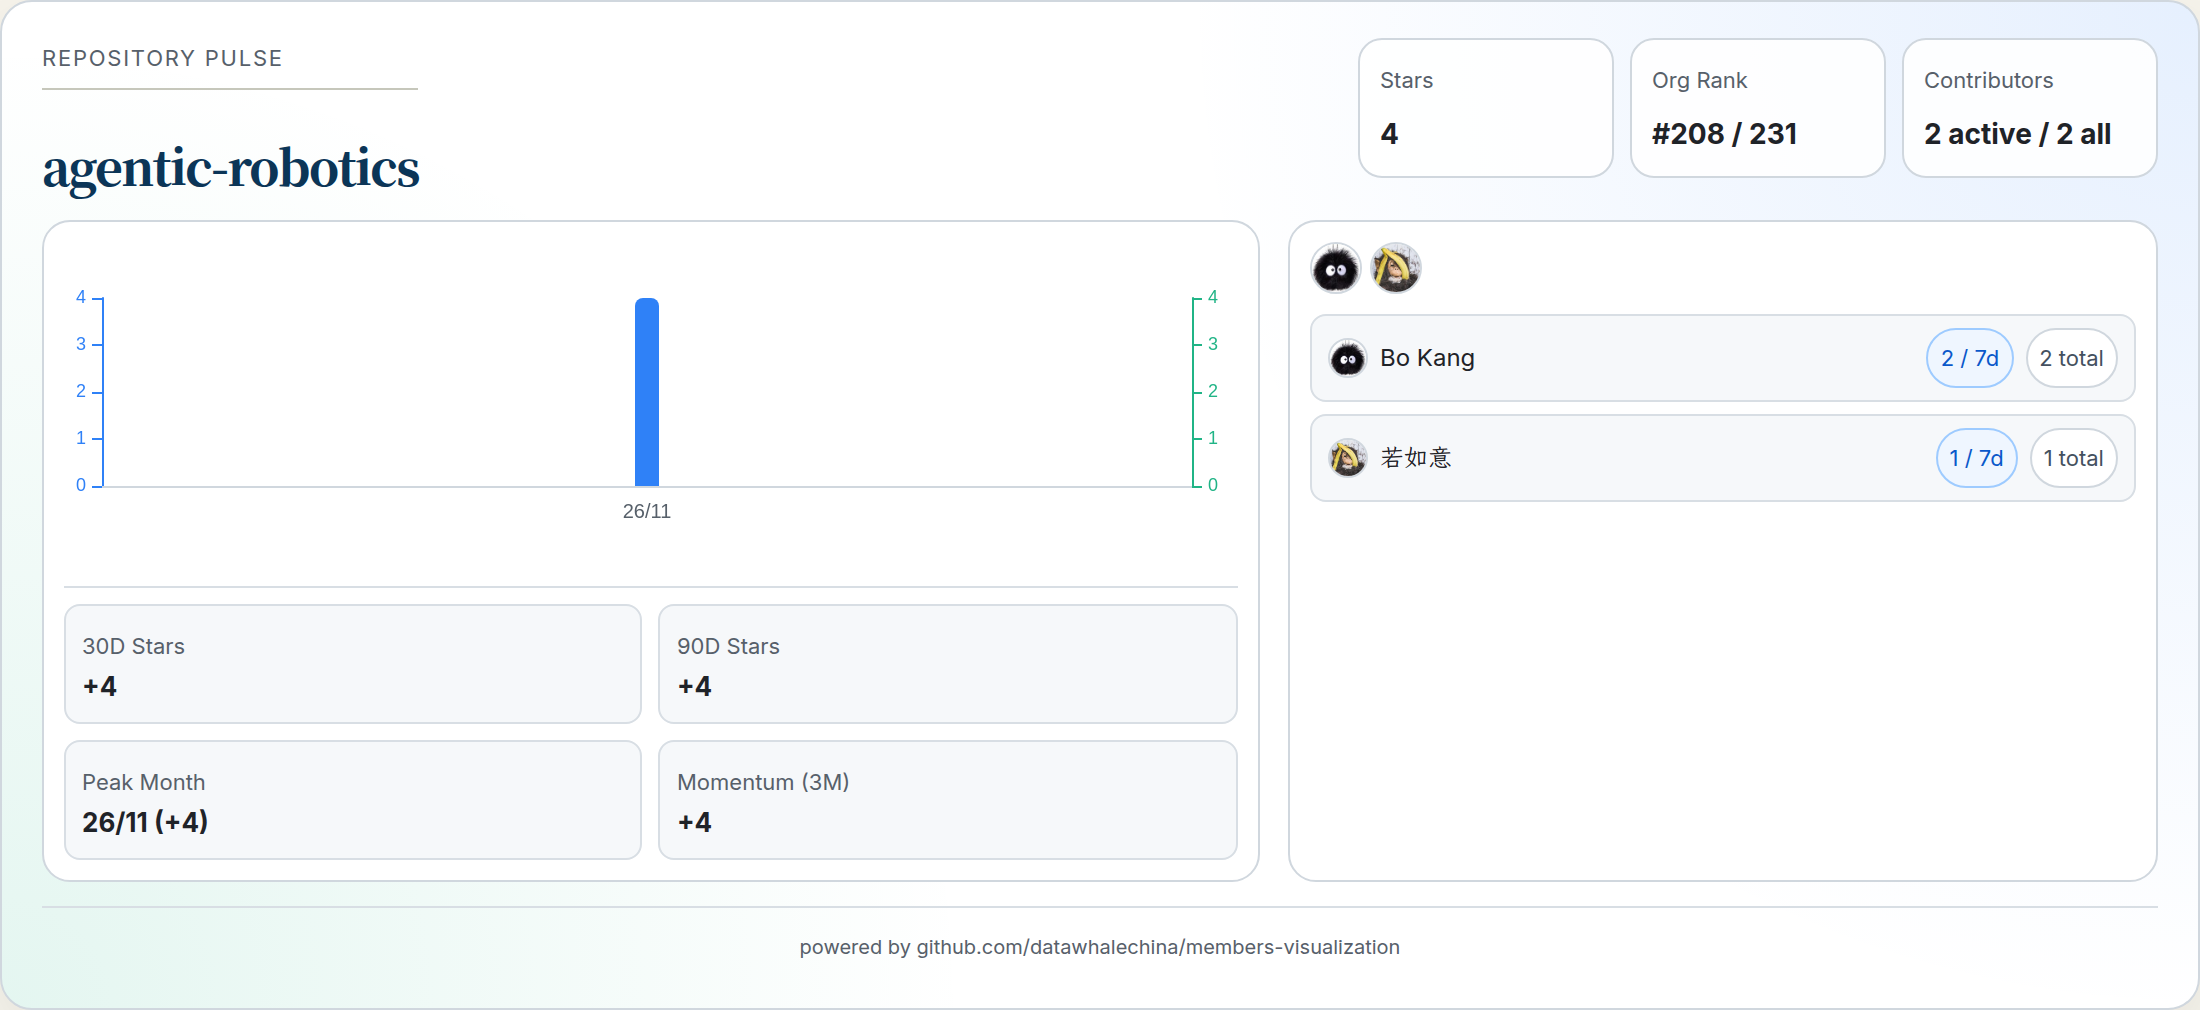 REPOSITORY PULSE
agentic-robotics
Stars
4
Org Rank
#208 / 231
Contributors
2 active / 2 all
4
3
2
1
0
4
3
2
1
0
26/11
30D Stars
+4
90D Stars
+4
Peak Month
26/11 (+4)
Momentum (3M)
+4
Bo Kang
2 / 7d
2 total
若如意
1 / 7d
1 total
powered by github.com/datawhalechina/members-visualization